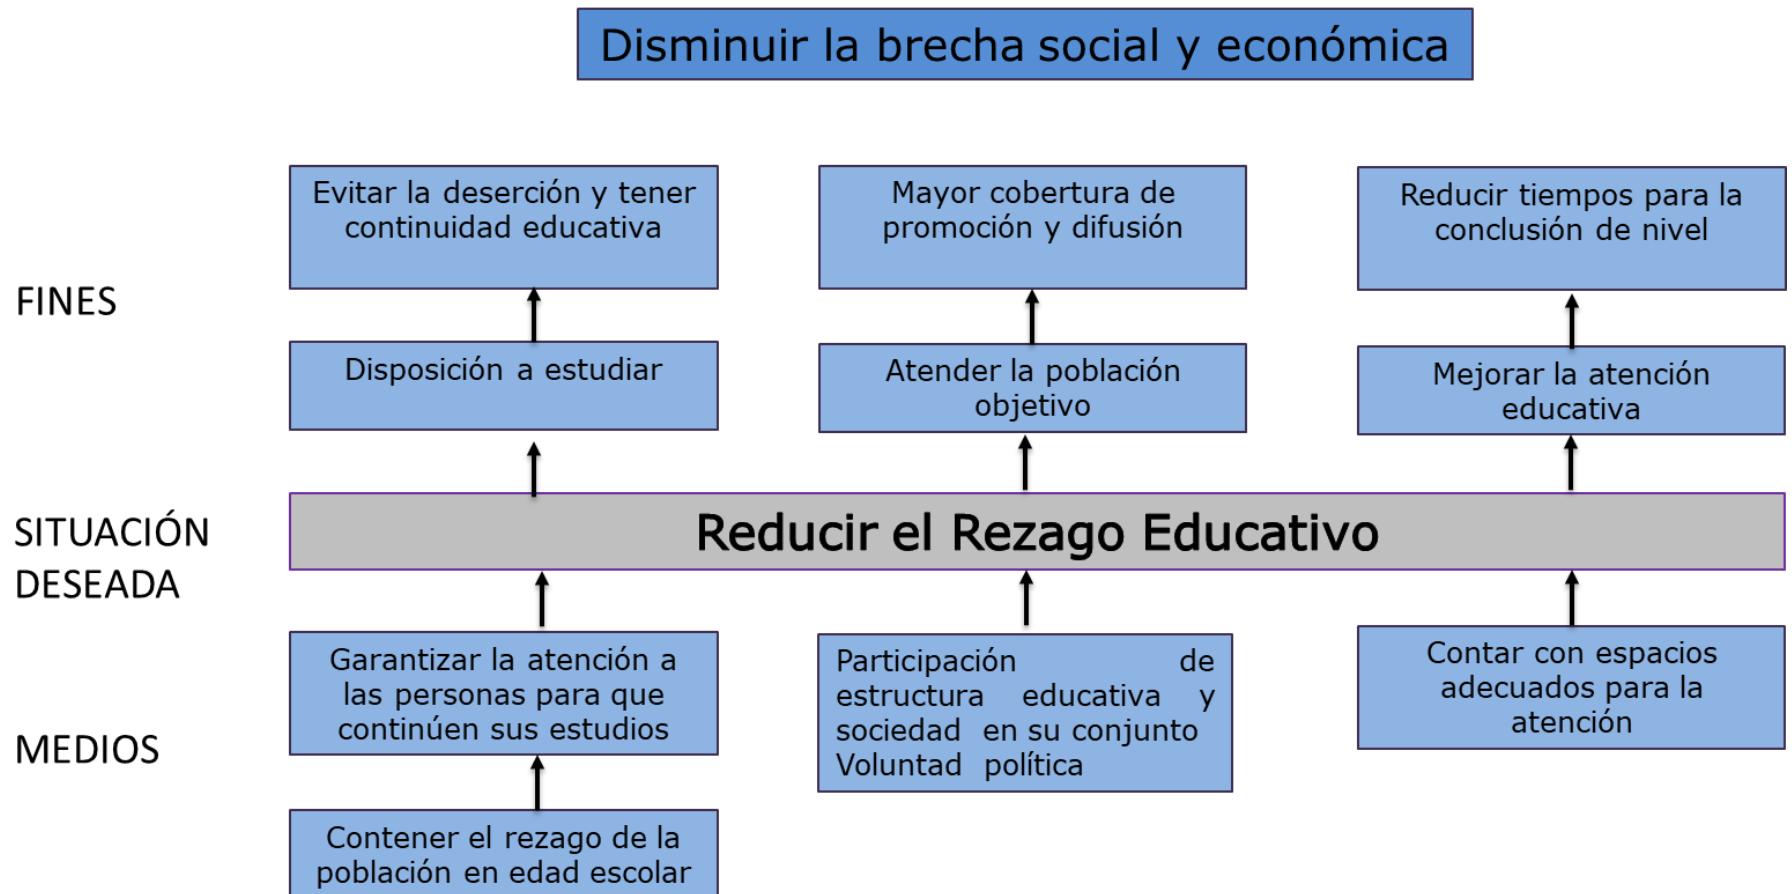 Disminuir la brecha social y económica
Evitar la deserción y tener
continuidad educativa
Mayor cobertura de
promoción y difusión
Reducir tiempos para la
conclusión de nivel
FINES
Disposición a estudiar
Atender la población
objetivo
Mejorar la atención
educativa
SITUACIÓN
DESEADA
Reducir el Rezago Educativo
Garantizar la atención a
las personas para que
continúen sus estudios
Participación de
estructura educativa y
sociedad en su conjunto
Voluntad política
Contar con espacios
adecuados para la
atención
MEDIOS
Contener el rezago de la
población en edad escolar